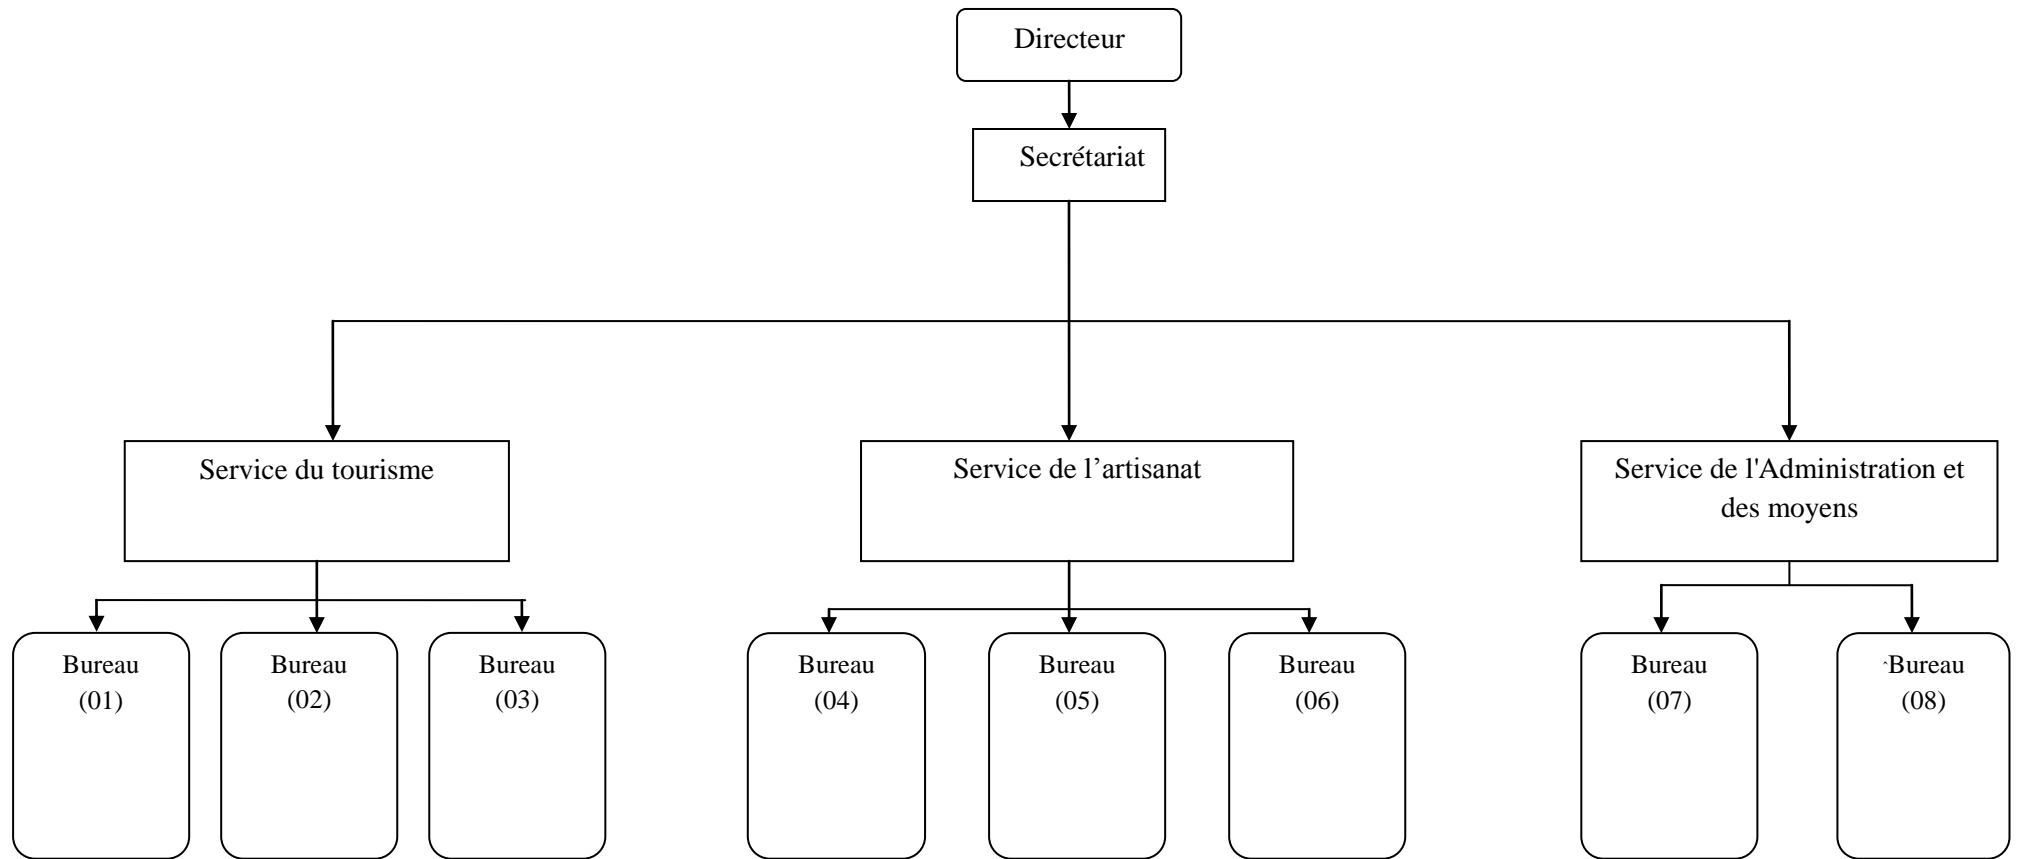 Directeur
Secrétariat
Service du tourisme
Service de l’artisanat
Service de l'Administration et
des moyens
Bureau
(01)
Bureau
(02)
Bureau
(03)
Bureau
(04)
Bureau
(05)
Bureau
(06)
Bureau
(07)
ˆBureau
(08)